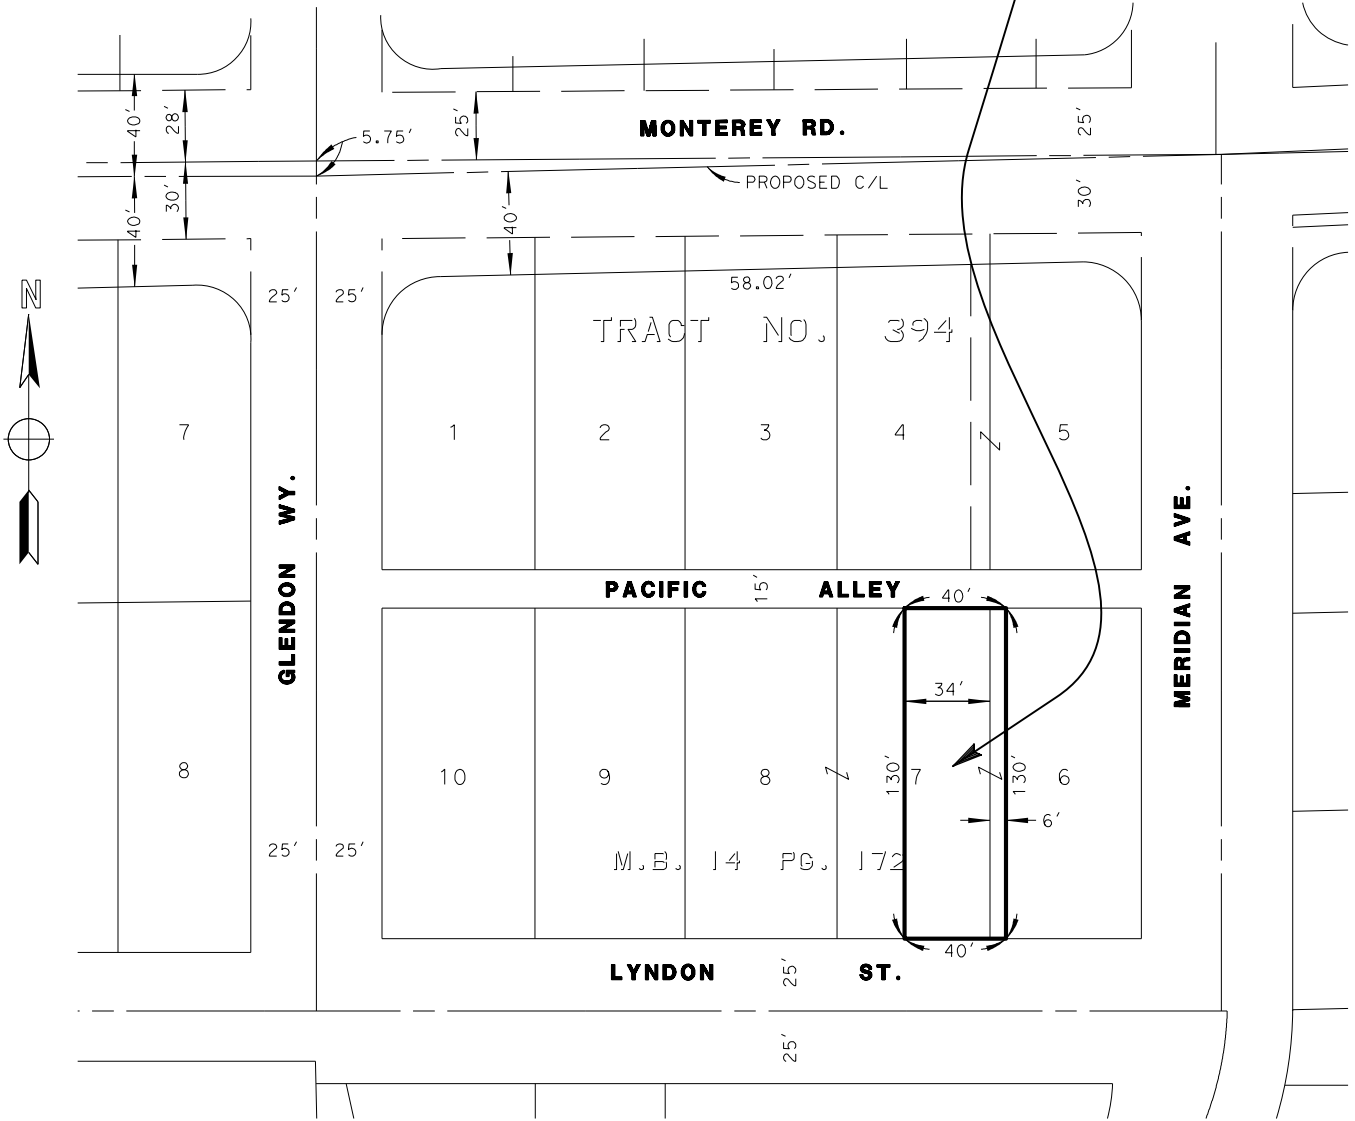 40'
28'
25'
MONTEREY RD.
25'
5.75'
PROPOSED C/L
40'
30'
40'
30'
N
25' 25'
58.02'
TRACT NO. 394
7
1 2 3 4 5
GLENDON WY.
MERIDIAN AVE.
PACIFIC 15' ALLEY
40'
34'
8
10 9 8 7 6
130' 130'
6'
25' 25'
M.B. 14 PG. 172
40'
LYNDON 25' ST.
25'